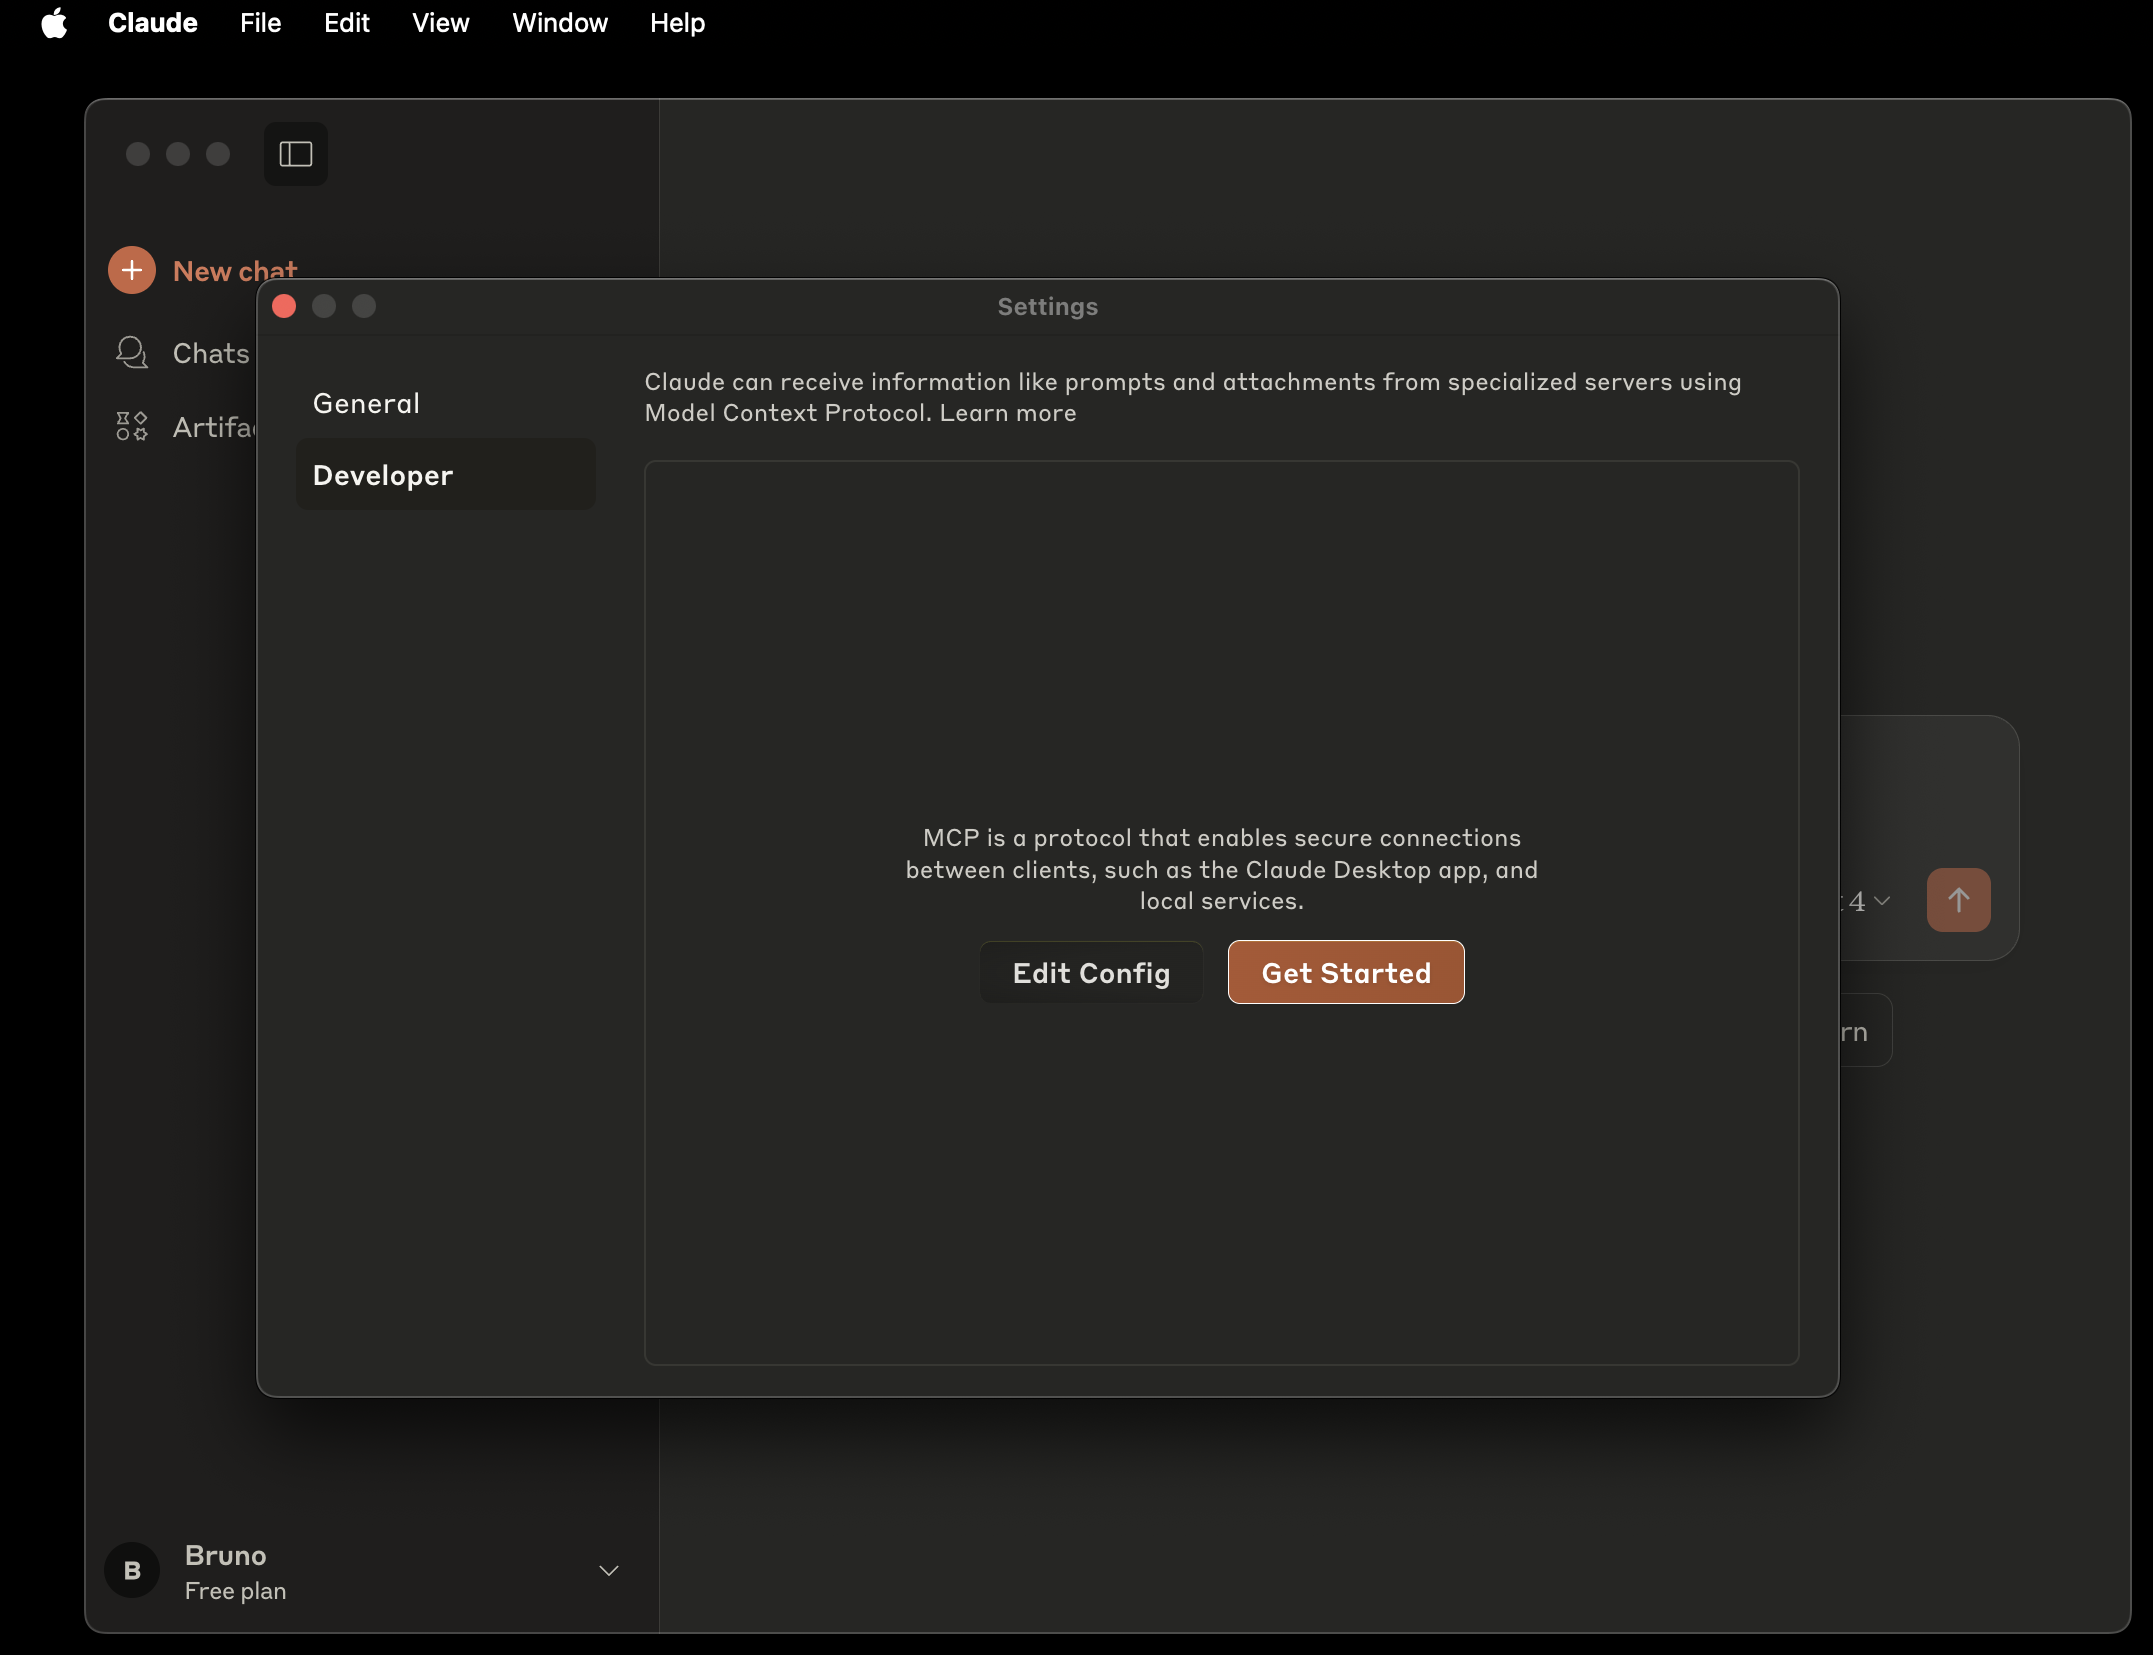 Claude File Edit View Window Help
New chat
Chats
Settings
General
Developer
Claude can receive information like prompts and attachments from specialized servers using
Model Context Protocol. Learn more
MCP is a protocol that enables secure connections
between clients, such as the Claude Desktop app, and
local services.
Edit Config Get Started
4
B
Bruno
Free plan